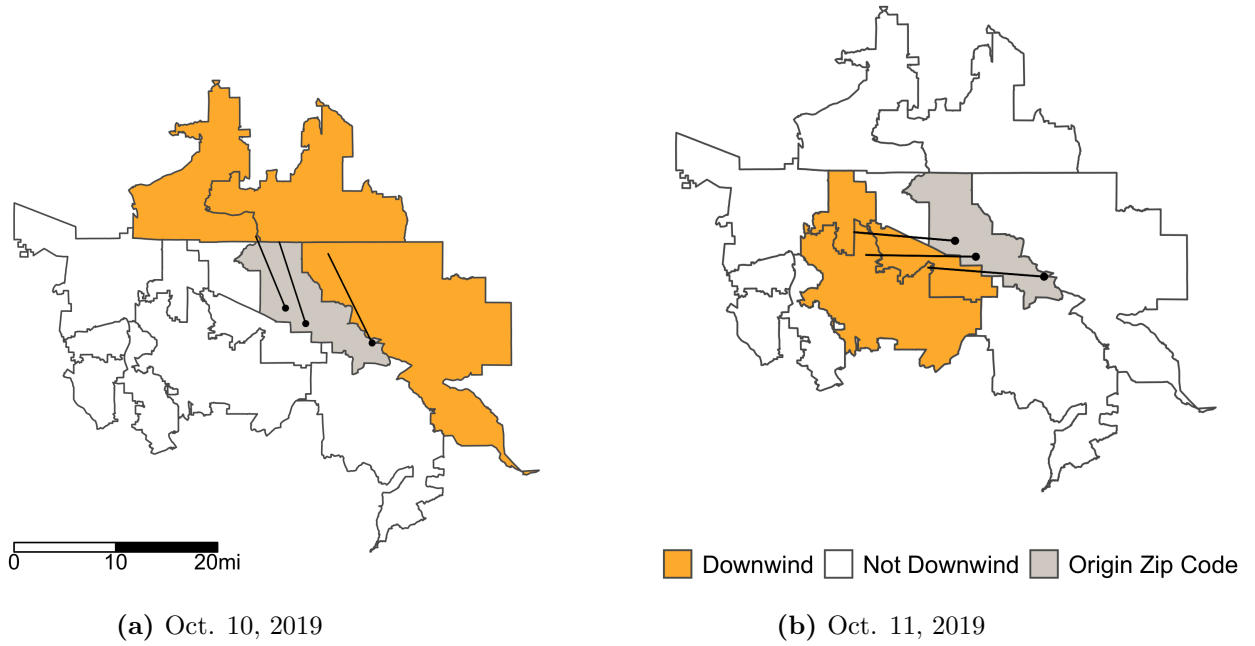 0 10 20mi
Downwind Not Downwind Origin Zip Code
(a) Oct. 10, 2019
(b) Oct. 11, 2019